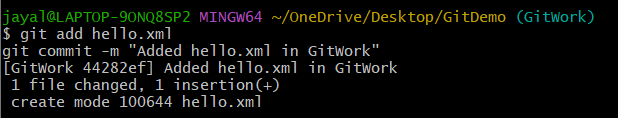 jayal@LAPTOP-9ONQ8SP2 MINGW64 ~/OneDrive/Desktop/GitDemo (GitWork)
$ git add hello.xml
git commit -m "Added hello.xml in GitWork"
[GitWork 44282ef] Added hello.xml in GitWork
 1 file changed, 1 insertion(+)
 create mode 100644 hello.xml